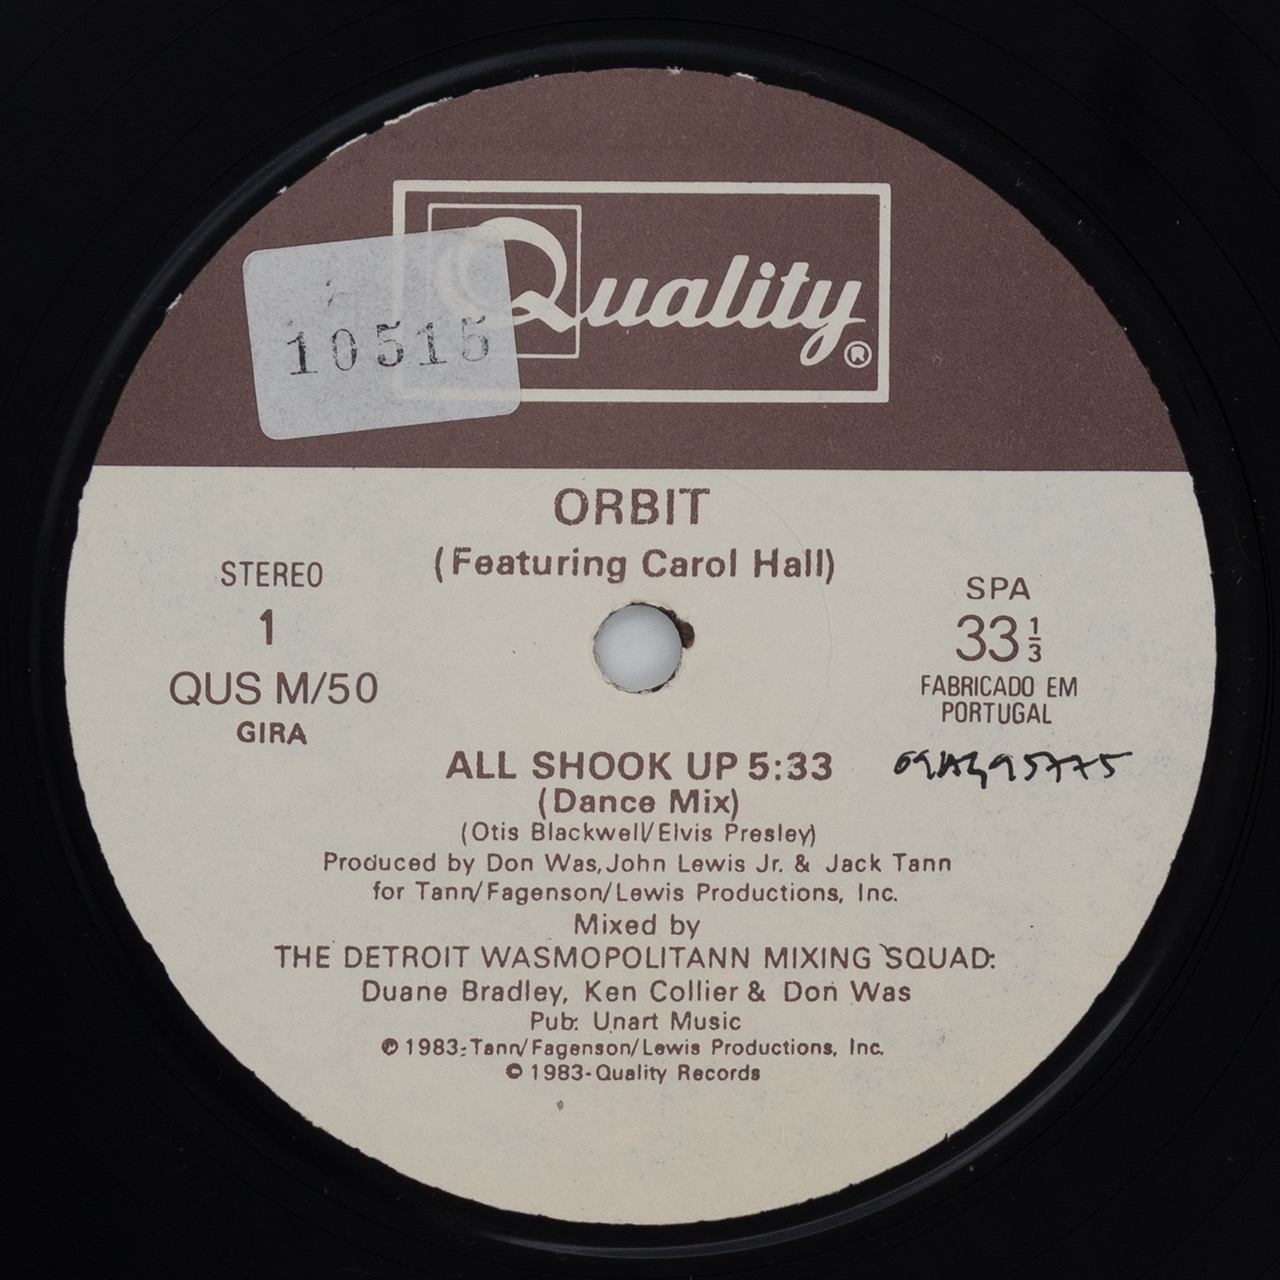 Quality®
10515
ORBIT
(Featuring Carol Hall)
STEREO
1
QUS M/50
GIRA
SPA
33 1/3
FABRICADO EM
PORTUGAL
ALL SHOOK UP 5:33
(Dance Mix)
(Otis Blackwell/Elvis Presley)
Produced by Don Was, John Lewis Jr. & Jack Tann
for Tann/Fagenson/Lewis Productions, Inc.
Mixed by
THE DETROIT WASMOPOLITANN MIXING SQUAD:
Duane Bradley, Ken Collier & Don Was
Pub: Unart Music
℗ 1983-Tann/Fagenson/Lewis Productions, Inc.
© 1983-Quality Records